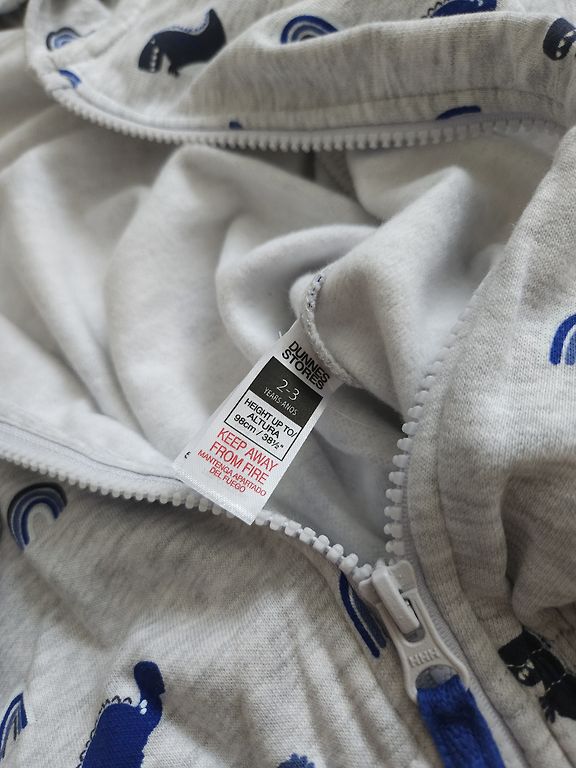 DUNNES
STORES
2-3
YEARS/AÑOS
HEIGHT UP TO/
ALTURA
98cm / 38½"
KEEP AWAY
FROM FIRE
MANTENGA APARTADO
DEL FUEGO